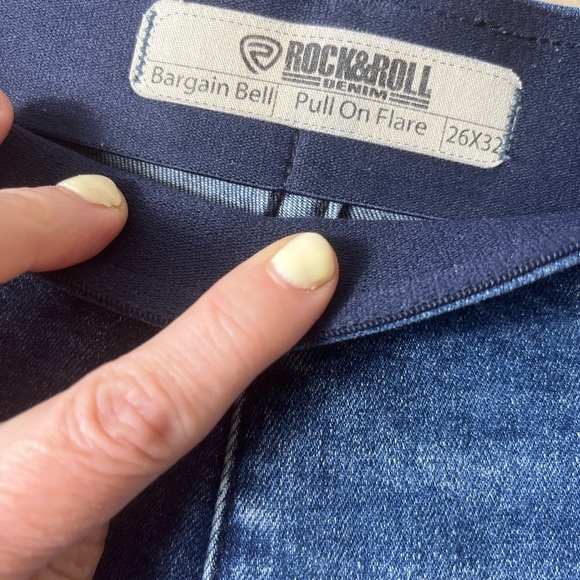 ROCK&ROLL
DENIM
Bargain Bell Pull On Flare 26X32